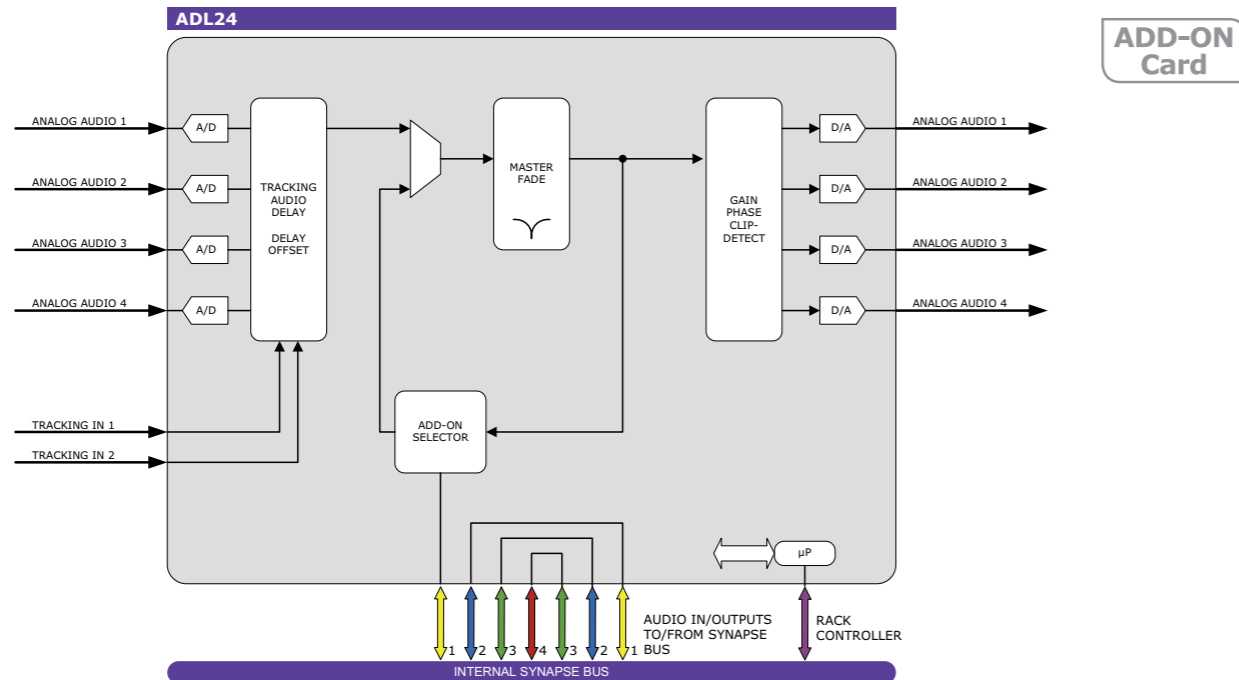 ADL24
ADD-ON
Card
ANALOG AUDIO 1
A/D
D/A
ANALOG AUDIO 1
ANALOG AUDIO 2
A/D
TRACKING
AUDIO
DELAY
DELAY
OFFSET
MASTER
FADE
GAIN
PHASE
CLIP-
DETECT
D/A
ANALOG AUDIO 2
ANALOG AUDIO 3
A/D
D/A
ANALOG AUDIO 3
ANALOG AUDIO 4
A/D
D/A
ANALOG AUDIO 4
TRACKING IN 1
TRACKING IN 2
ADD-ON
SELECTOR
µP
1
2
3
4
3
2
1
AUDIO IN/OUTPUTS
TO/FROM SYNAPSE
BUS
RACK
CONTROLLER
INTERNAL SYNAPSE BUS